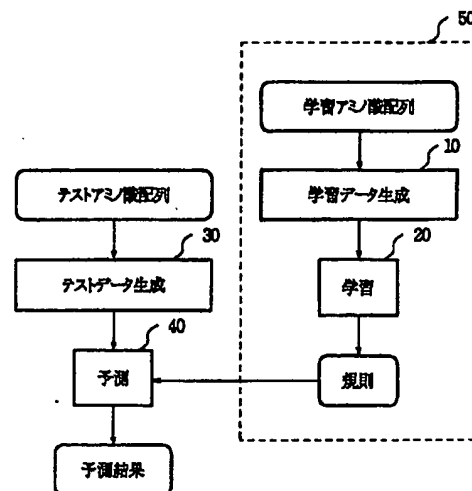 50
学習アミノ酸配列
10
学習データ生成
テストアミノ酸配列
30
テストデータ生成
20
学習
40
予測
規則
予測結果